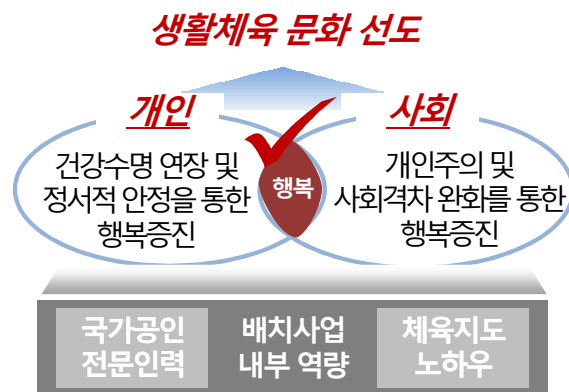 생활체육 문화 선도
개인
사회
건강수명 연장 및
정서적 안정을 통한
행복증진
행복
개인주의 및
사회격차 완화를 통한
행복증진
국가공인
전문인력
배치사업
내부 역량
체육지도
노하우